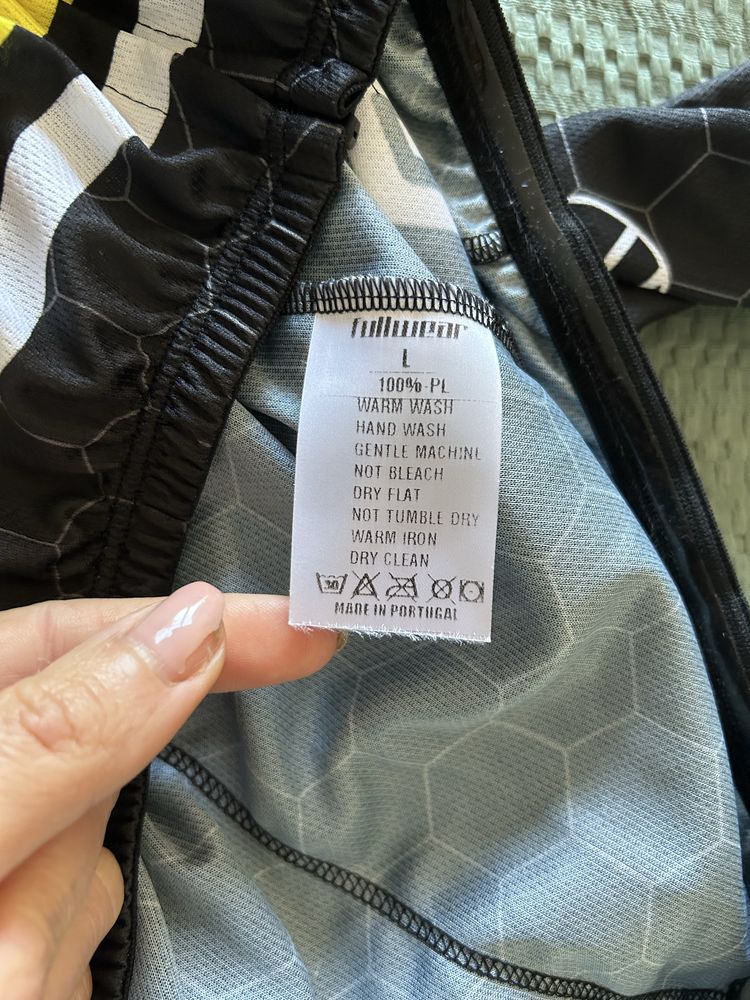 fullwear
L
100%-PL
WARM WASH
HAND WASH
GENTLE MACHINE
NOT BLEACH
DRY FLAT
NOT TUMBLE DRY
WARM IRON
DRY CLEAN
30
MADE IN PORTUGAL